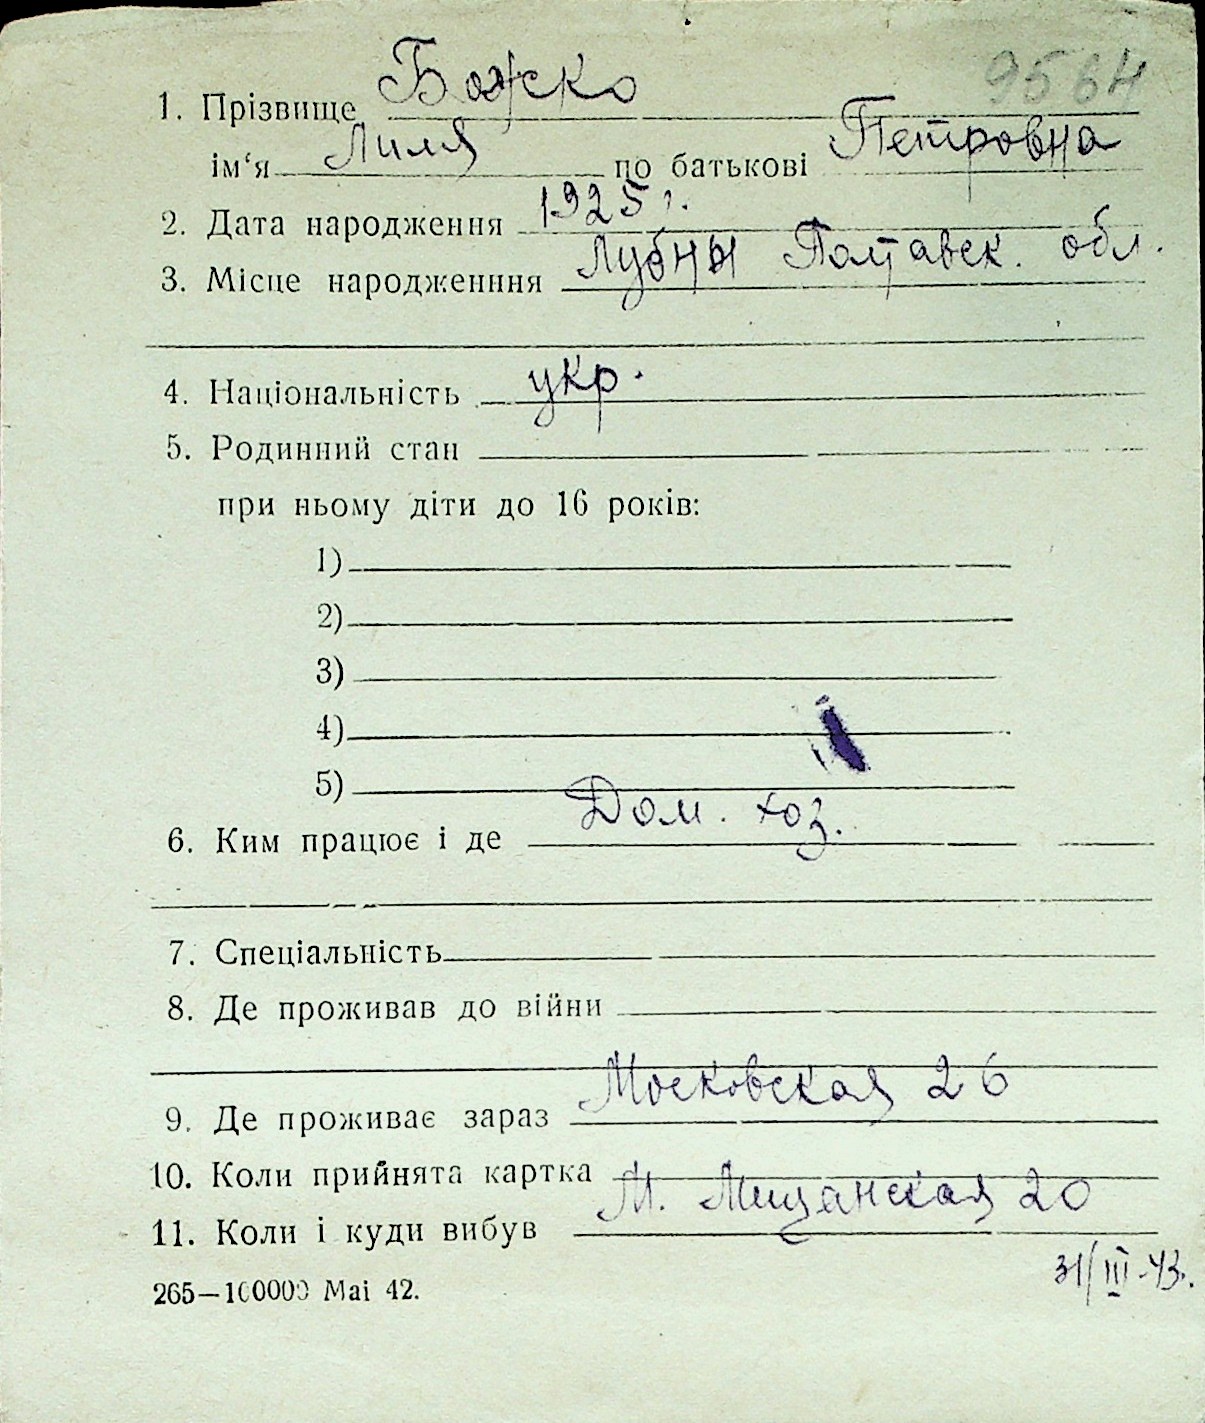 9564
1. Прізвище Божко
ім‘я Лиля по батькові Петровна
2. Дата народження 1925 г.
3. Місце народженння Лубны Полтавск. обл.
4. Національність укр.
5. Родинний стан
при ньому діти до 16 років:
1)
2)
3)
4)
5)
6. Ким працює і де Дом. хоз.
7. Спеціальність
8. Де проживав до війни
9. Де проживає зараз Московская 26
10. Коли прийнята картка
11. Коли і куди вибув М. Мещанская 20
31/III-43.
265—100000 Маі 42.